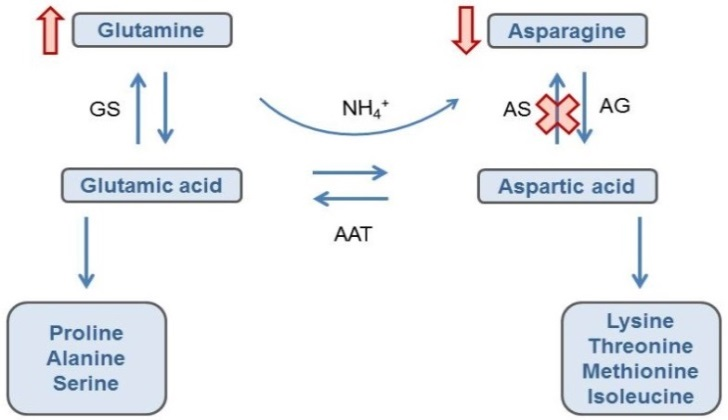 Glutamine
Asparagine
GS
NH₄⁺
AS
AG
Glutamic acid
Aspartic acid
AAT
Proline
Alanine
Serine
Lysine
Threonine
Methionine
Isoleucine